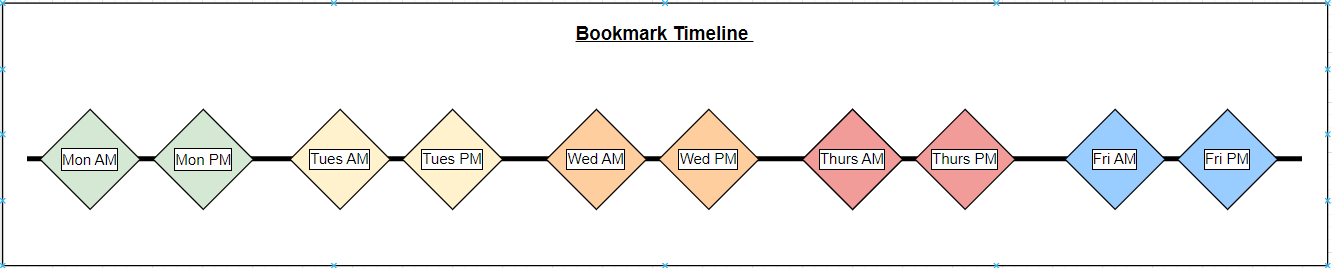 Bookmark Timeline
Mon AM
Mon PM
Tues AM
Tues PM
Wed AM
Wed PM
Thurs AM
Thurs PM
Fri AM
Fri PM